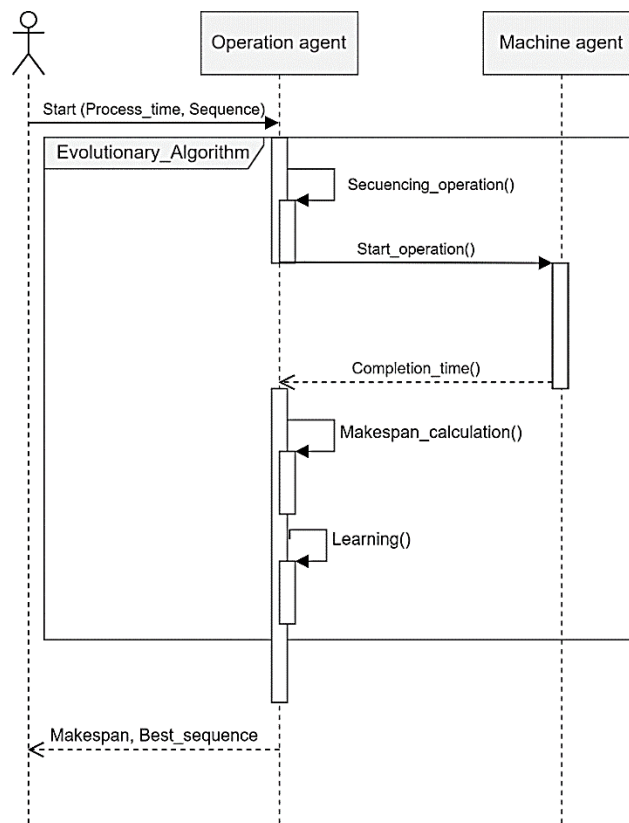 Operation agent
Machine agent
Start (Process_time, Sequence)
Evolutionary_Algorithm
Secuencing_operation()
Start_operation()
Completion_time()
Makespan_calculation()
Learning()
Makespan, Best_sequence